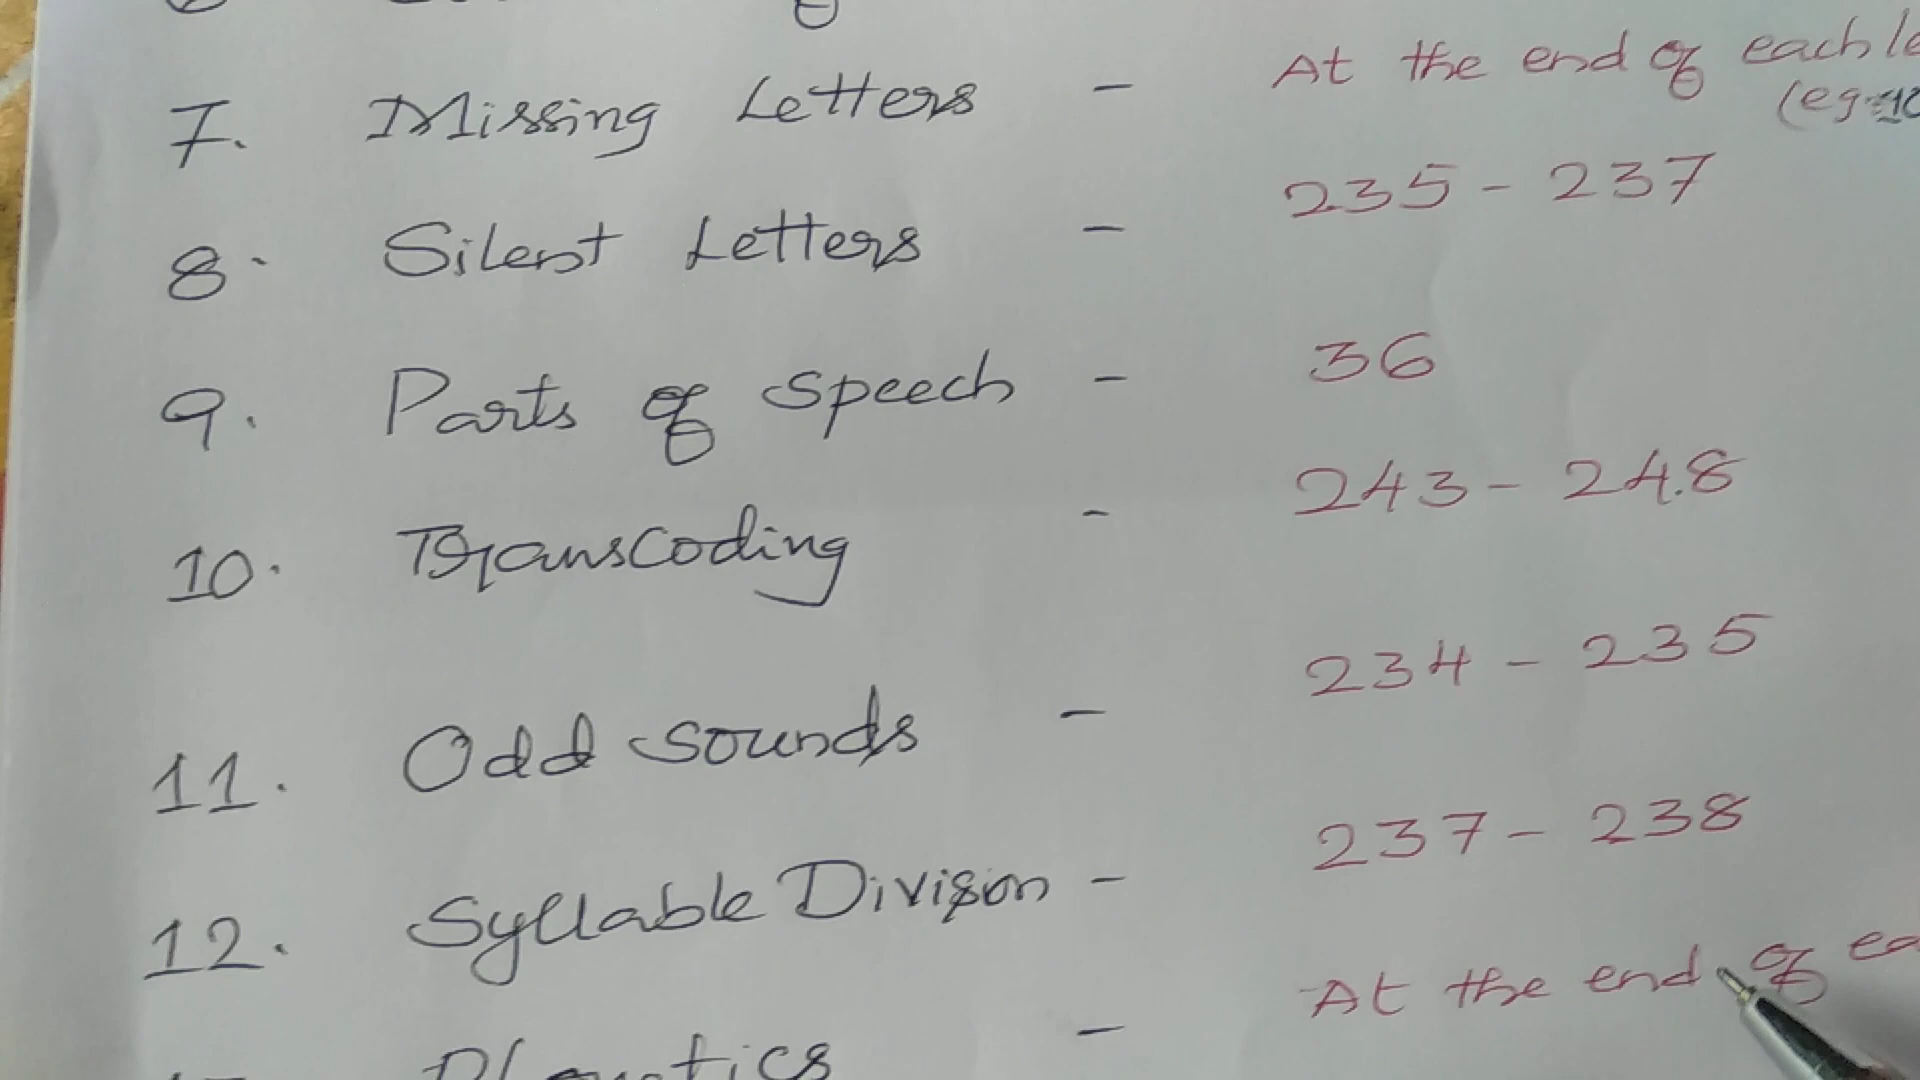 7. Missing Letters - At the end of each le
(eg:10
8. Silent Letters - 235 - 237
9. Parts of speech - 36
10. Transcoding - 243 - 248
11. Odd sounds - 234 - 235
12. Syllable Division - 237 - 238
At the end of ea